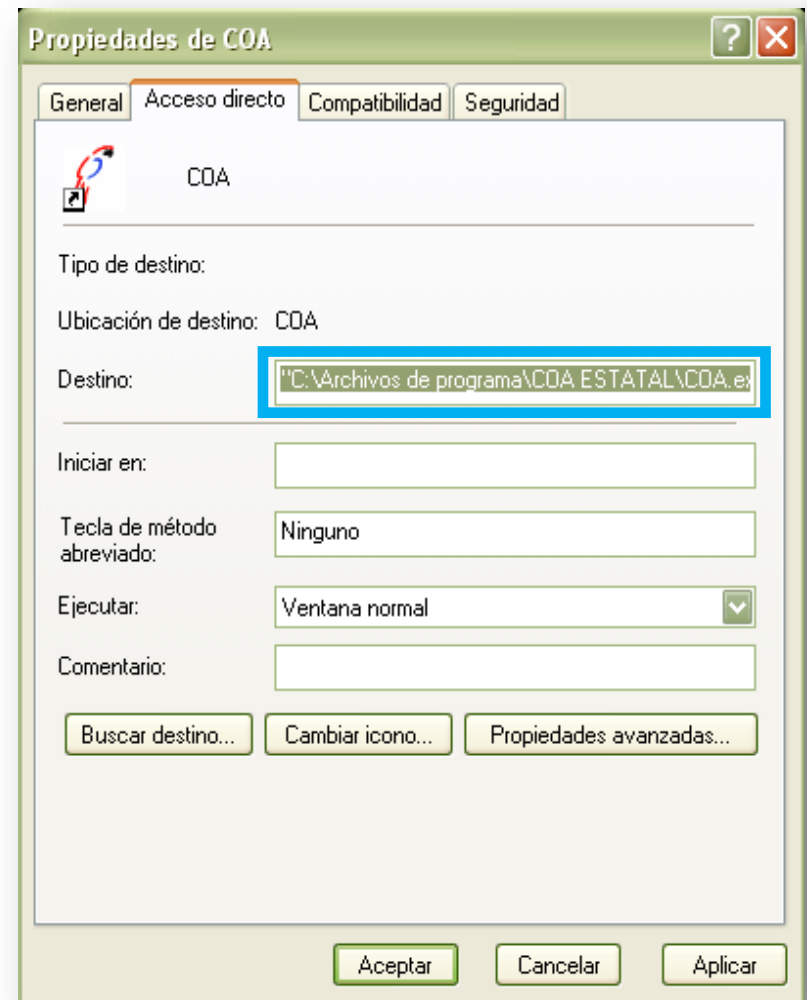 Propiedades de COA
General Acceso directo Compatibilidad Seguridad
COA
Tipo de destino:
Ubicación de destino: COA
Destino: "C:\Archivos de programa\COA ESTATAL\COA.ex
Iniciar en:
Tecla de método abreviado: Ninguno
Ejecutar: Ventana normal
Comentario:
Buscar destino... Cambiar icono... Propiedades avanzadas...
Aceptar Cancelar Aplicar